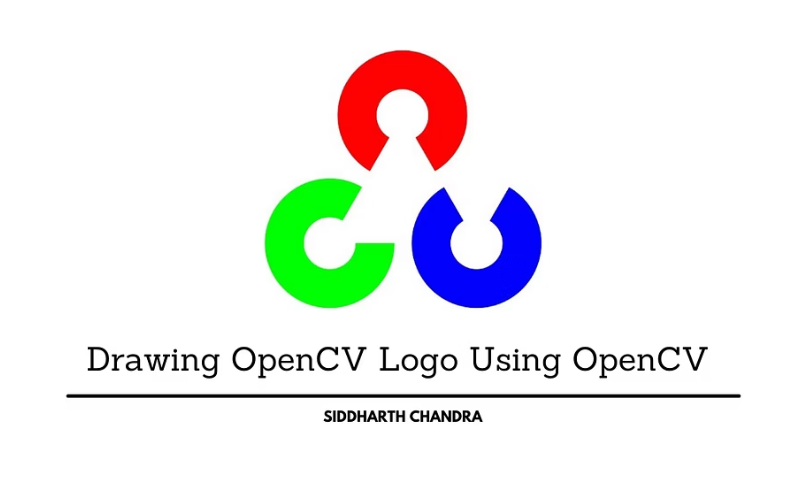 Drawing OpenCV Logo Using OpenCV
SIDDHARTH CHANDRA